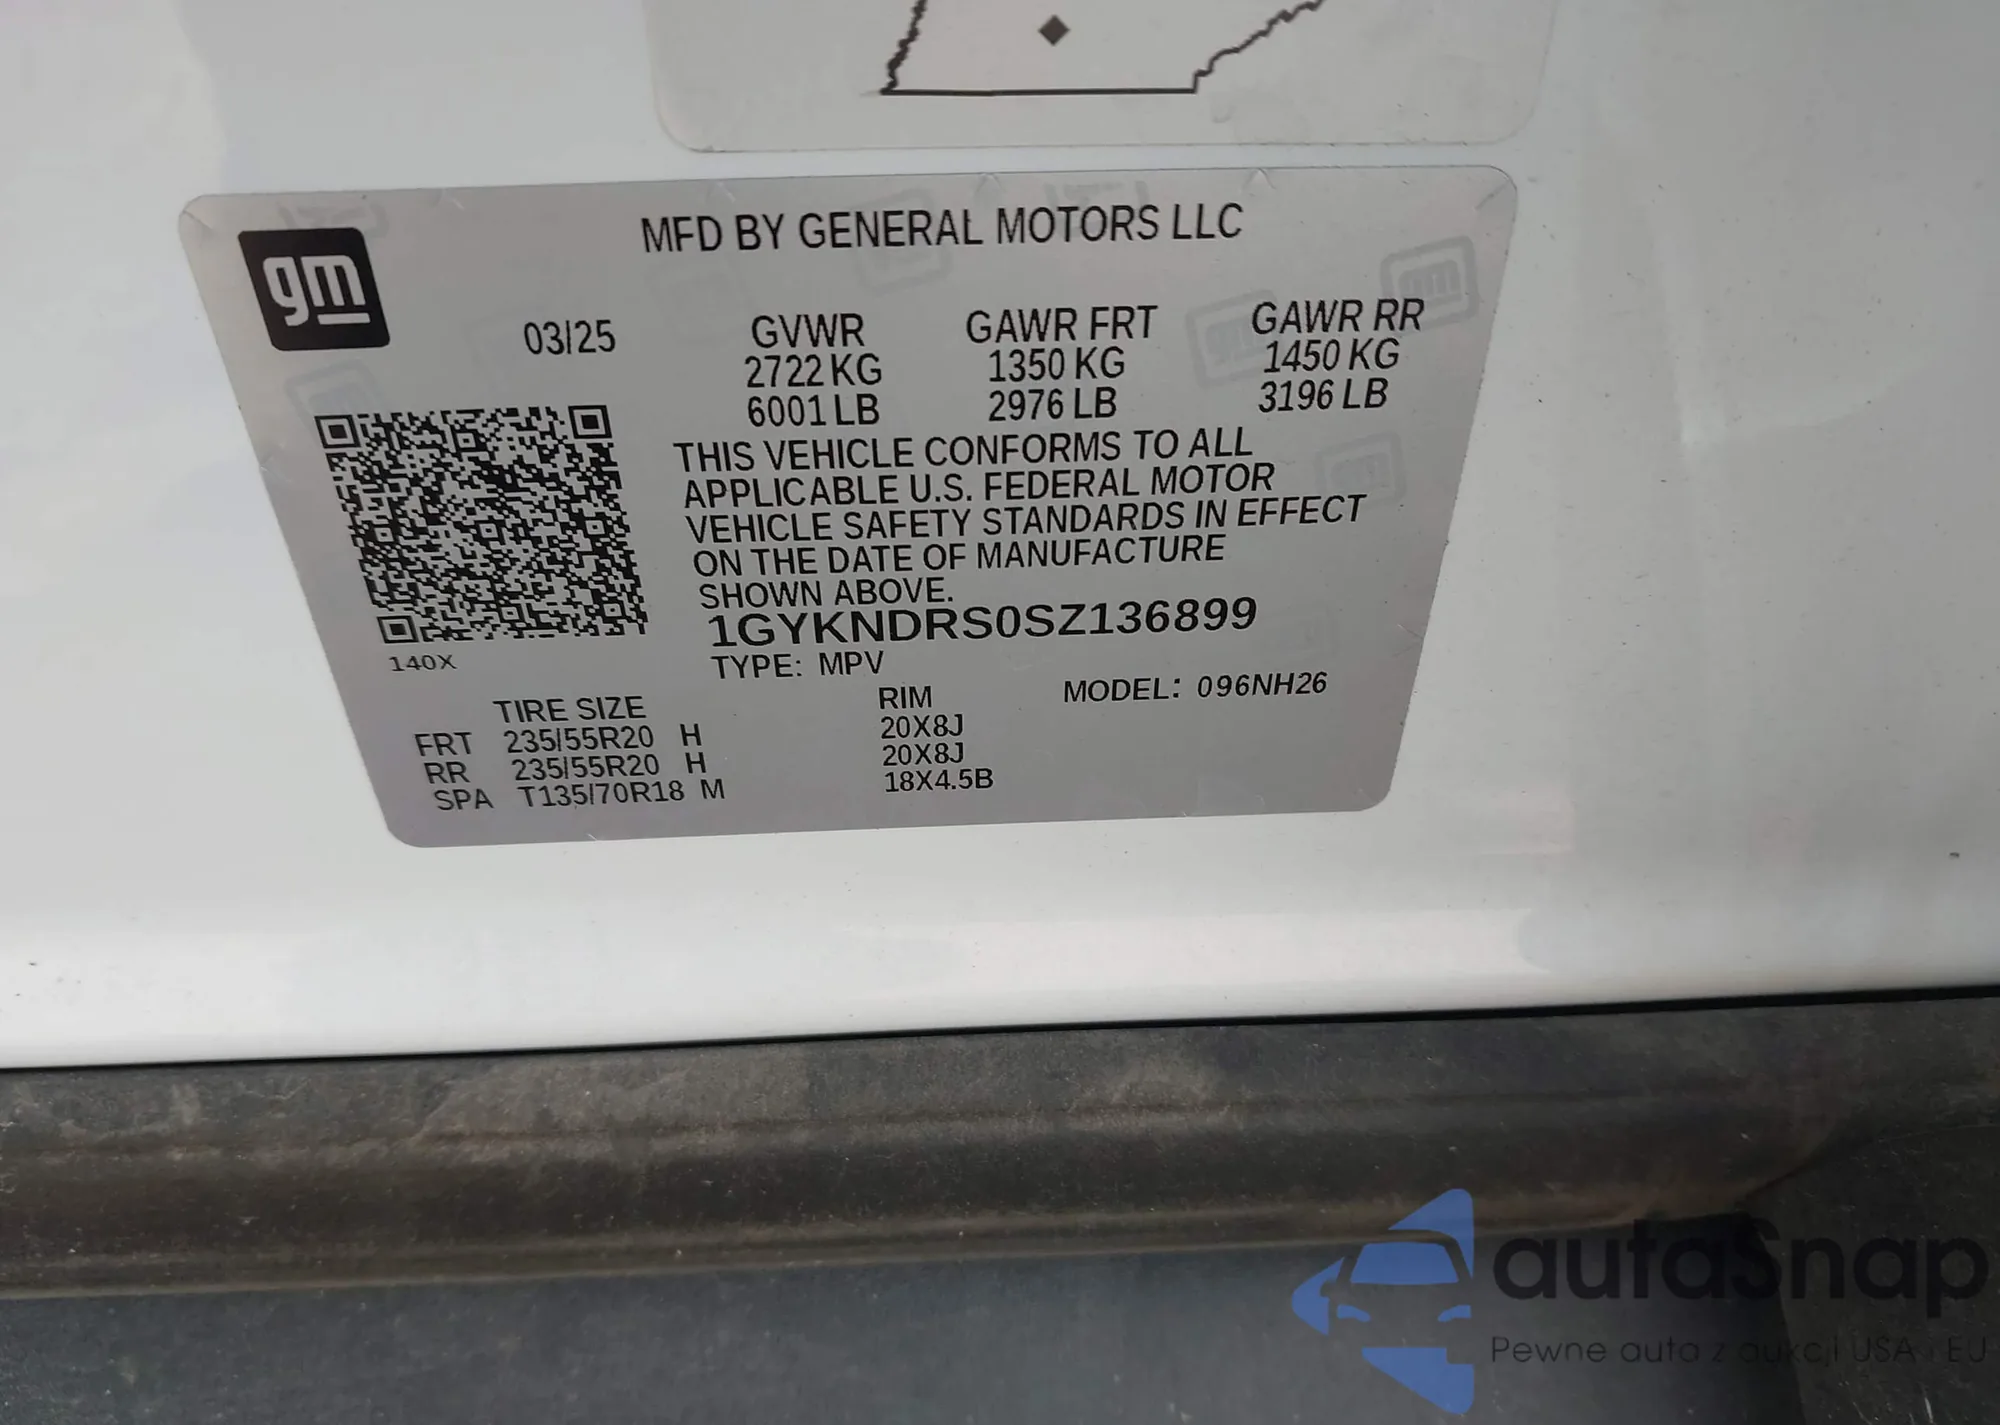 gm
MFD BY GENERAL MOTORS LLC
03/25 GVWR GAWR FRT GAWR RR
2722 KG 1350 KG 1450 KG
6001 LB 2976 LB 3196 LB
THIS VEHICLE CONFORMS TO ALL
APPLICABLE U.S. FEDERAL MOTOR
VEHICLE SAFETY STANDARDS IN EFFECT
ON THE DATE OF MANUFACTURE
SHOWN ABOVE.
1GYKNDRS0SZ136899
140X
TYPE: MPV
TIRE SIZE RIM MODEL: 096NH26
FRT 235/55R20 H 20X8J
RR 235/55R20 H 20X8J
SPA T135/70R18 M 18X4.5B
autaSnap
Pewne auta z aukcji USA i EU